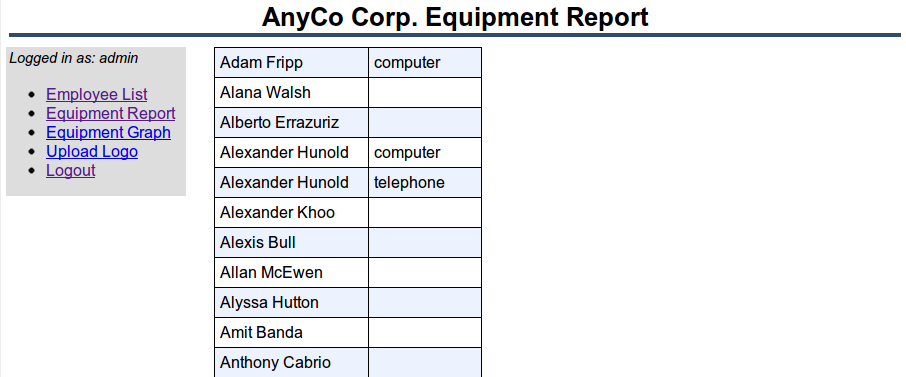 AnyCo Corp. Equipment Report
Logged in as: admin
Employee List
Equipment Report
Equipment Graph
Upload Logo
Logout
Adam Fripp computer
Alana Walsh
Alberto Errazuriz
Alexander Hunold computer
Alexander Hunold telephone
Alexander Khoo
Alexis Bull
Allan McEwen
Alyssa Hutton
Amit Banda
Anthony Cabrio